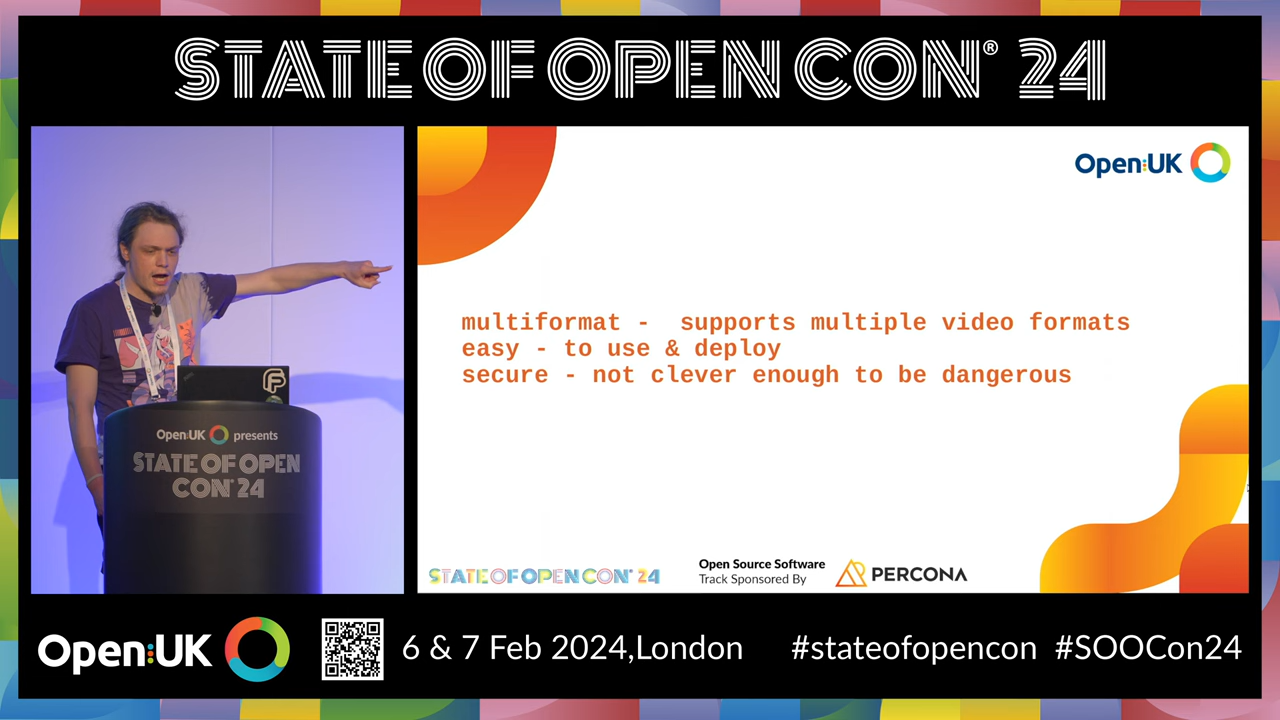 STATE OF OPEN CON® 24
Open:UK
multiformat -  supports multiple video formats
easy - to use & deploy
secure - not clever enough to be dangerous
Open:UK presents
STATE OF OPEN
CON® 24
STATE OF OPEN CON® 24
Open Source Software
Track Sponsored By
PERCONA
Open:UK
6 & 7 Feb 2024,London
#stateofopencon #SOOCon24